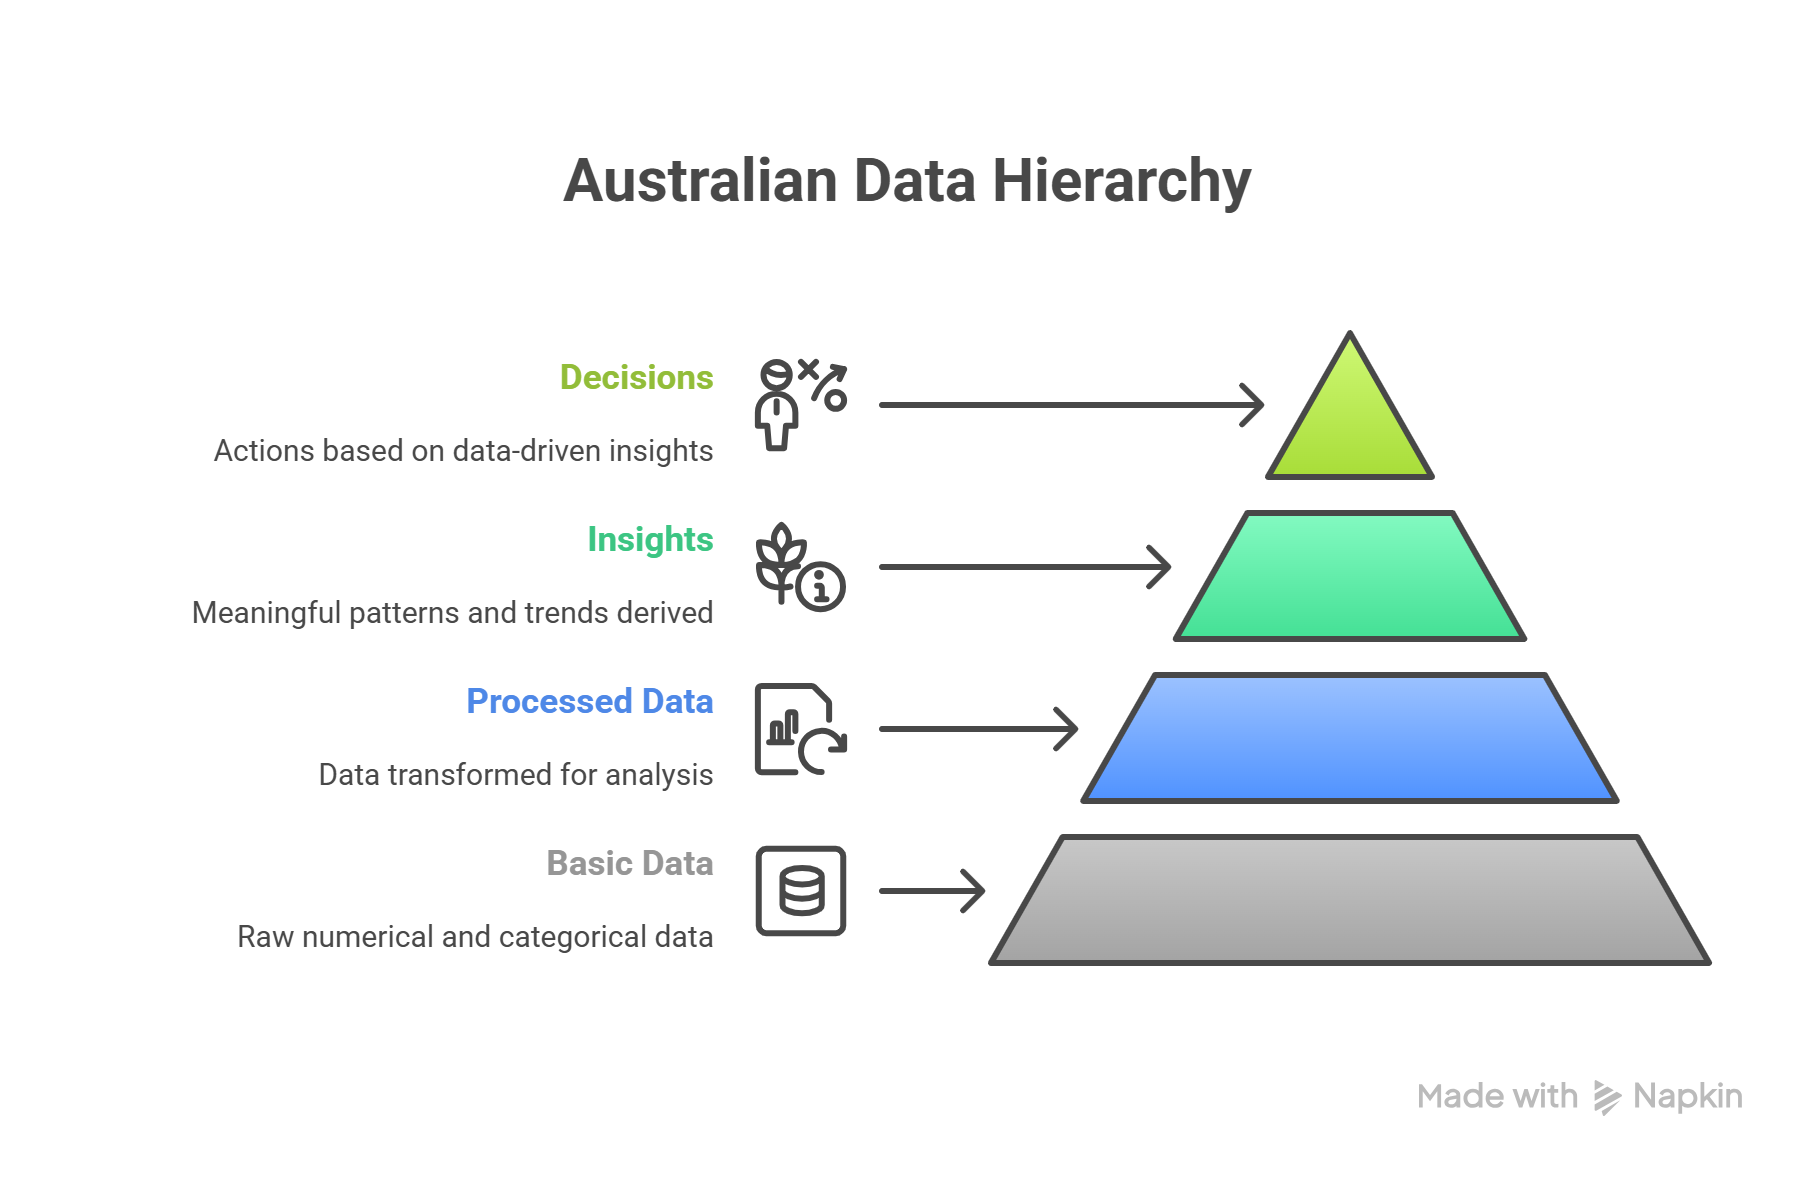 Australian Data Hierarchy
Decisions
Actions based on data-driven insights
Insights
Meaningful patterns and trends derived
Processed Data
Data transformed for analysis
Basic Data
Raw numerical and categorical data
Made with Napkin